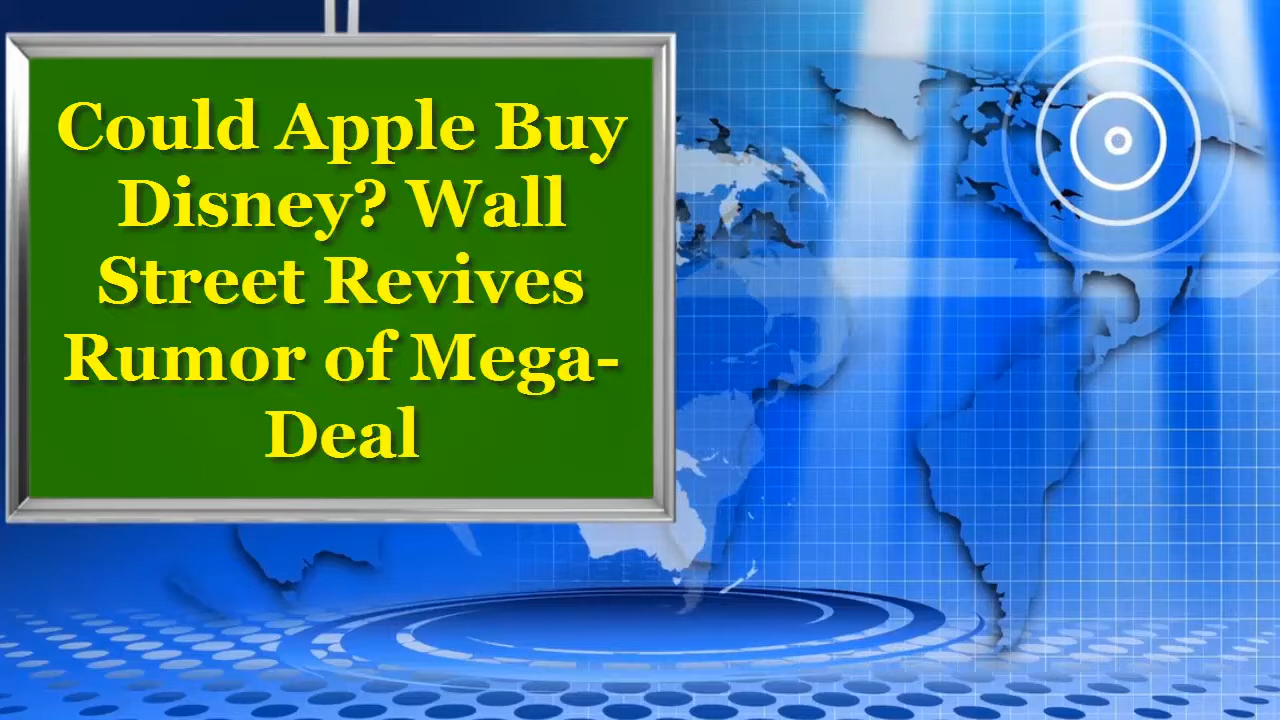 Could Apple Buy
Disney? Wall
Street Revives
Rumor of Mega-
Deal